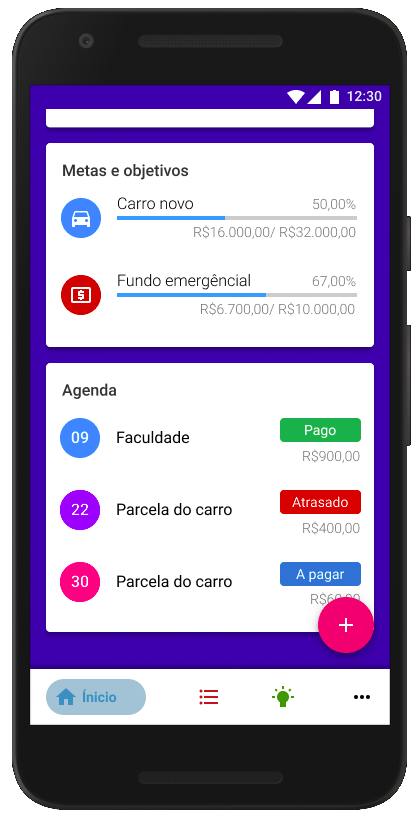 12:30
Metas e objetivos
Carro novo 50,00%
R$16.000,00/ R$32.000,00
Fundo emergêncial 67,00%
R$6.700,00/ R$10.000,00
Agenda
09 Faculdade Pago
R$900,00
22 Parcela do carro Atrasado
R$400,00
30 Parcela do carro A pagar
R$60,00
Ínicio